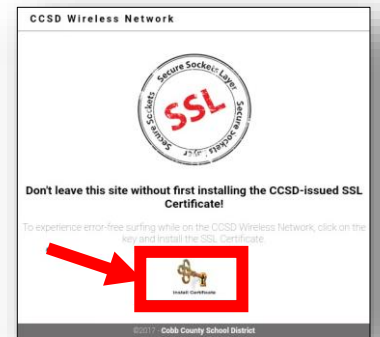 CCSD Wireless Network
Secure Sockets Layer
SSL
Secure Sockets Layer
Don't leave this site without first installing the CCSD-issued SSL
Certificate!
To experience error-free surfing while on the CCSD Wireless Network, click on the
key and install the SSL Certificate.
Install Certificate
©2017 - Cobb County School District